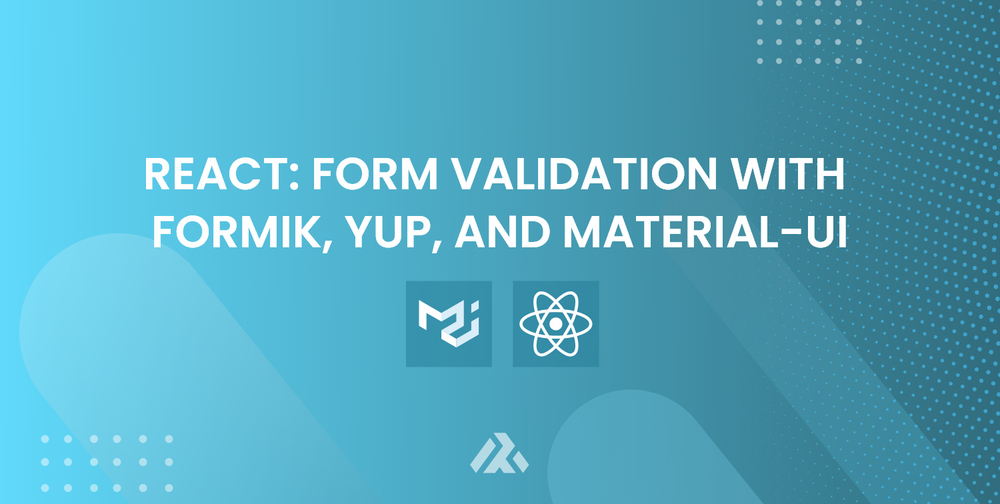 REACT: FORM VALIDATION WITH
FORMIK, YUP, AND MATERIAL-UI